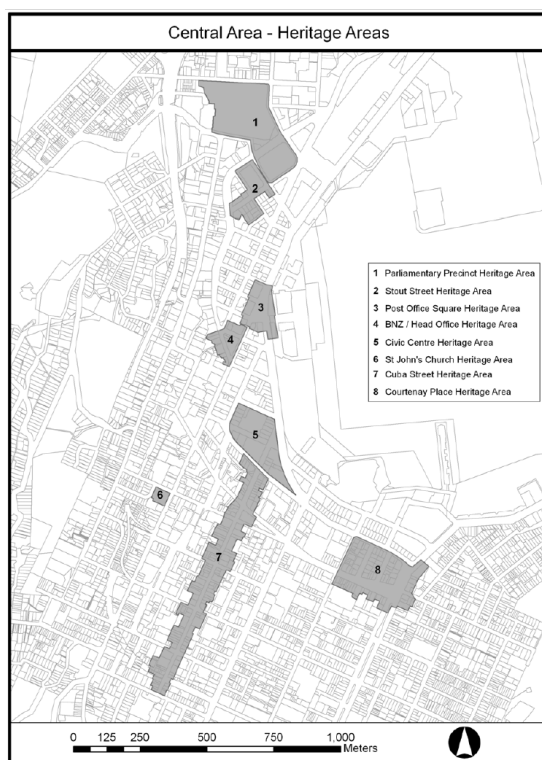 Central Area - Heritage Areas
1
2
3
4
5
6
7
8
1 Parliamentary Precinct Heritage Area
2 Stout Street Heritage Area
3 Post Office Square Heritage Area
4 BNZ / Head Office Heritage Area
5 Civic Centre Heritage Area
6 St John's Church Heritage Area
7 Cuba Street Heritage Area
8 Courtenay Place Heritage Area
0 125 250 500 750 1,000
Meters